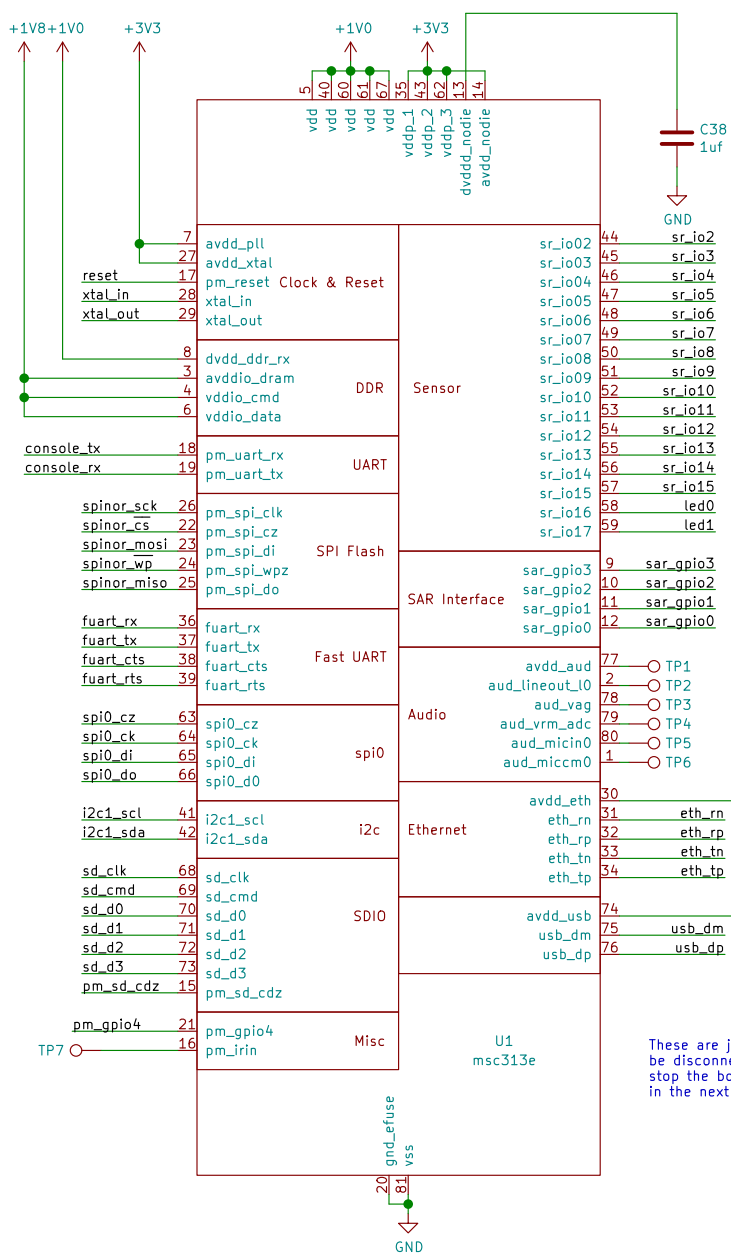 +1V8 +1V0 +3V3 +1V0 +3V3
5 40 60 61 67 35 43 62 13 14
vdd vdd vdd vdd vdd vddp_1 vddp_2 vddp_3 dvddd_nodie avdd_nodie
C38
1uf
GND
7 avdd_pll
27 avdd_xtal
reset 17 pm_reset
xtal_in 28 xtal_in
xtal_out 29 xtal_out
Clock & Reset
8 dvdd_ddr_rx
3 avddio_dram
4 vddio_cmd
6 vddio_data
DDR
console_tx 18 pm_uart_rx
console_rx 19 pm_uart_tx
UART
spinor_sck 26 pm_spi_clk
spinor_cs 22 pm_spi_cz
spinor_mosi 23 pm_spi_di
spinor_wp 24 pm_spi_wpz
spinor_miso 25 pm_spi_do
SPI Flash
fuart_rx 36 fuart_rx
fuart_tx 37 fuart_tx
fuart_cts 38 fuart_cts
fuart_rts 39 fuart_rts
Fast UART
spi0_cz 63 spi0_cz
spi0_ck 64 spi0_ck
spi0_di 65 spi0_di
spi0_do 66 spi0_d0
spi0
i2c1_scl 41 i2c1_scl
i2c1_sda 42 i2c1_sda
i2c
sd_clk 68 sd_clk
sd_cmd 69 sd_cmd
sd_d0 70 sd_d0
sd_d1 71 sd_d1
sd_d2 72 sd_d2
sd_d3 73 sd_d3
pm_sd_cdz 15 pm_sd_cdz
SDIO
pm_gpio4 21 pm_gpio4
TP7 16 pm_irin
Misc
sr_io02 44 sr_io2
sr_io03 45 sr_io3
sr_io04 46 sr_io4
sr_io05 47 sr_io5
sr_io06 48 sr_io6
sr_io07 49 sr_io7
sr_io08 50 sr_io8
sr_io09 51 sr_io9
sr_io10 52 sr_io10
sr_io11 53 sr_io11
sr_io12 54 sr_io12
sr_io13 55 sr_io13
sr_io14 56 sr_io14
sr_io15 57 sr_io15
sr_io16 58 led0
sr_io17 59 led1
Sensor
sar_gpio3 9 sar_gpio3
sar_gpio2 10 sar_gpio2
sar_gpio1 11 sar_gpio1
sar_gpio0 12 sar_gpio0
SAR Interface
avdd_aud 77 TP1
aud_lineout_l0 2 TP2
aud_vag 78 TP3
aud_vrm_adc 79 TP4
aud_micin0 80 TP5
aud_miccm0 1 TP6
Audio
avdd_eth 30
eth_rn 31 eth_rn
eth_rp 32 eth_rp
eth_tn 33 eth_tn
eth_tp 34 eth_tp
Ethernet
avdd_usb 74
usb_dm 75 usb_dm
usb_dp 76 usb_dp
U1
msc313e
These are j
be disconne
stop the bo
in the next
gnd_efuse vss
20 81
GND